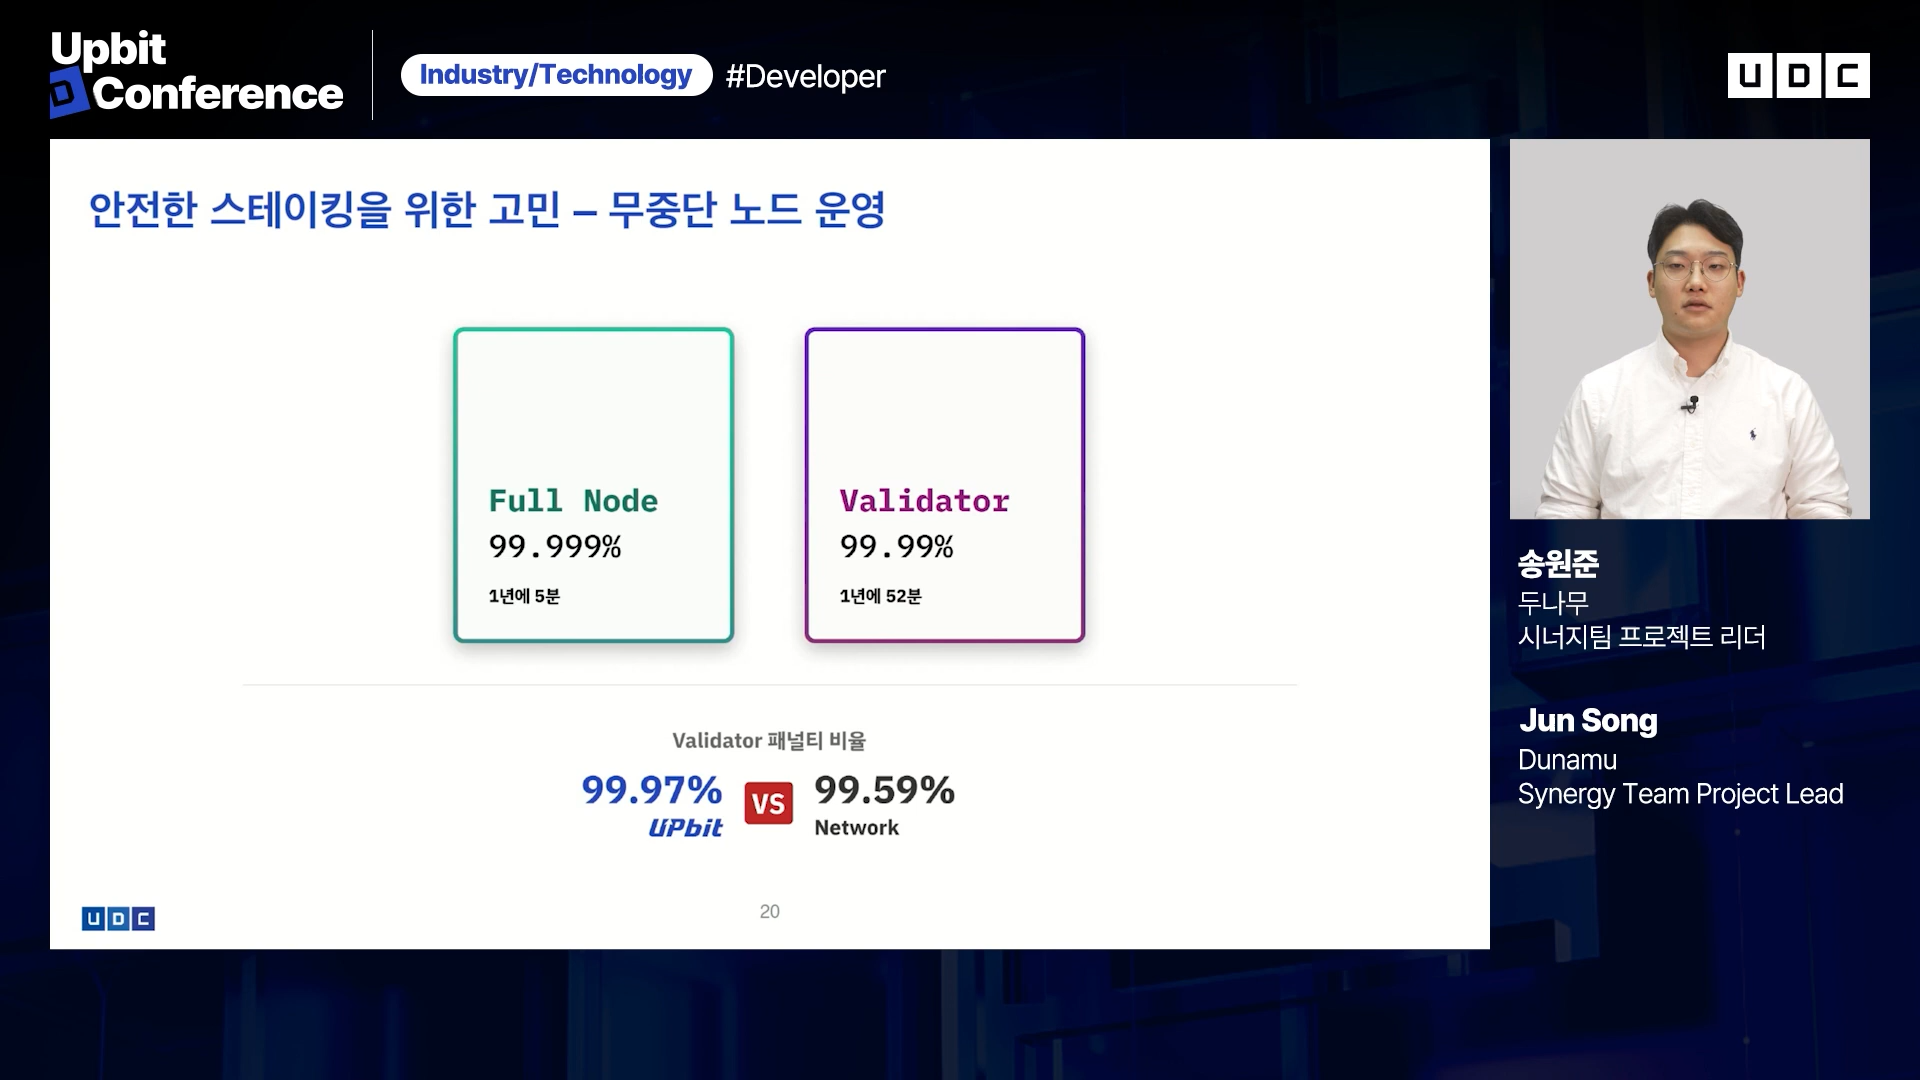 Upbit
D Conference
Industry/Technology #Developer
UDC
안전한 스테이킹을 위한 고민 – 무중단 노드 운영
Full Node
99.999%
1년에 5분
Validator
99.99%
1년에 52분
Validator 패널티 비율
99.97%
UPbit
VS
99.59%
Network
UDC
20
송원준
두나무
시너지팀 프로젝트 리더
Jun Song
Dunamu
Synergy Team Project Lead